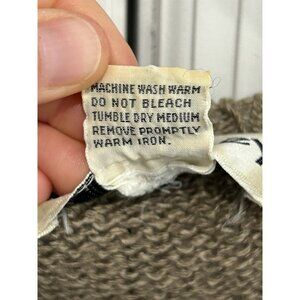 MACHINE WASH WARM
DO NOT BLEACH
TUMBLE DRY MEDIUM
REMOVE PROMPTLY
WARM IRON.